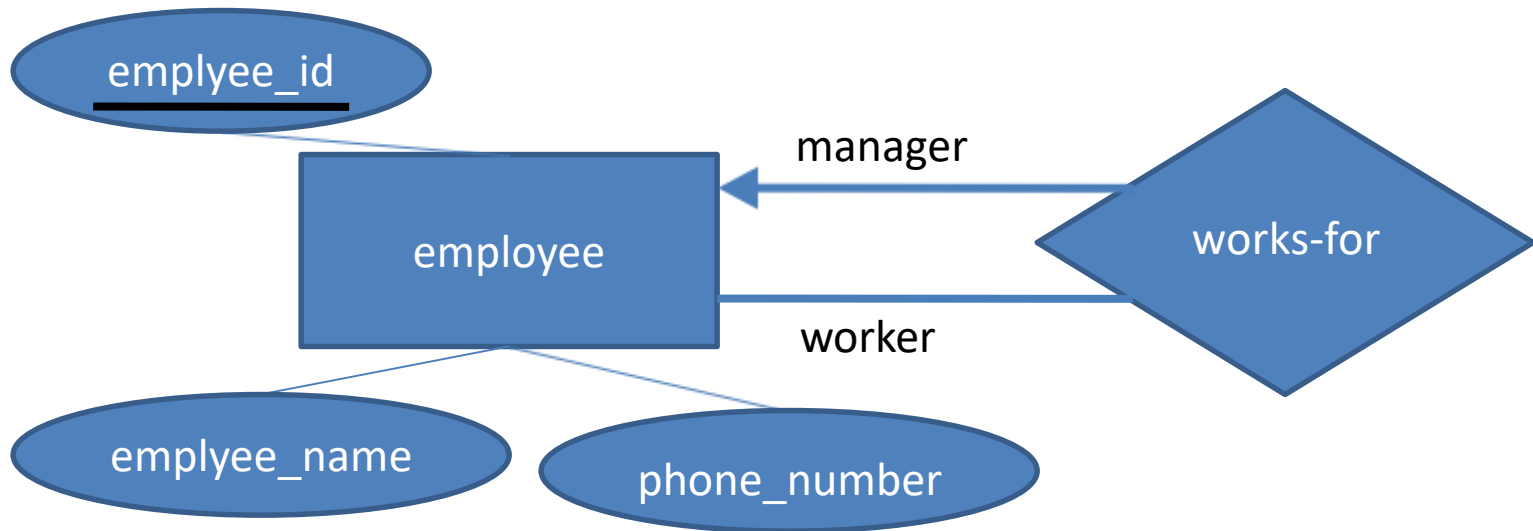 emplyee_id
manager
employee
works-for
worker
emplyee_name
phone_number